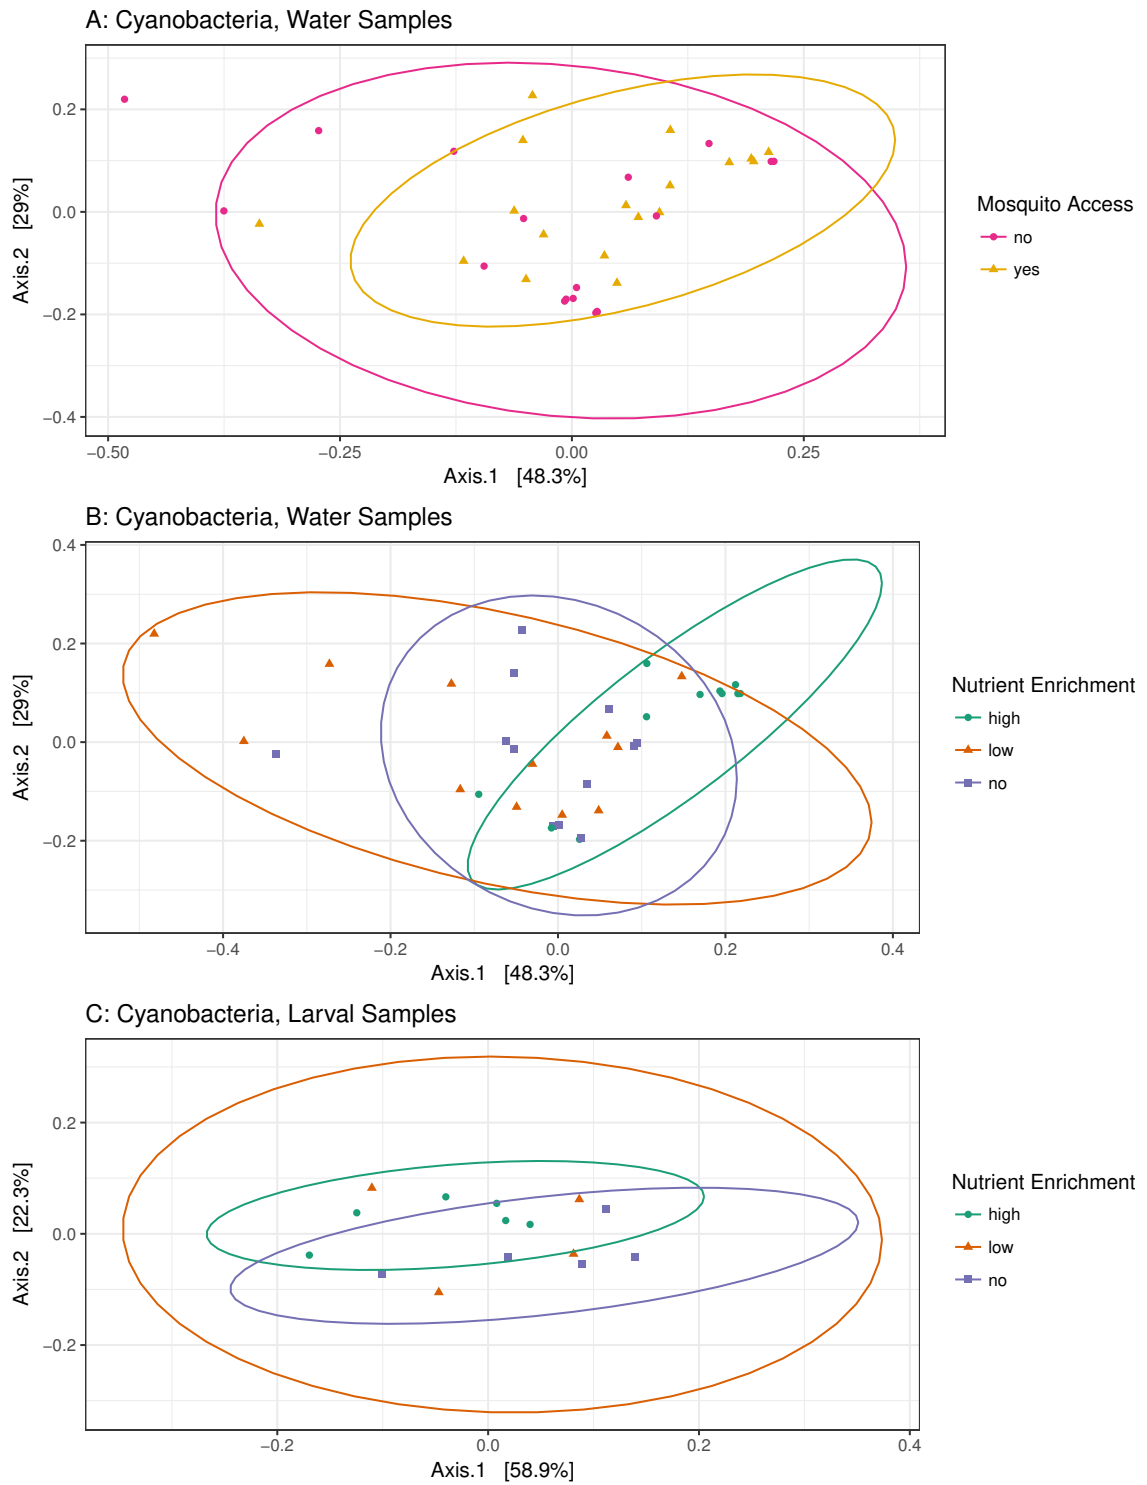 A: Cyanobacteria, Water Samples
0.2
0.0
−0.2
−0.4
Axis.2 [29%]
−0.50 −0.25 0.00 0.25
Axis.1 [48.3%]
Mosquito Access
no
yes
B: Cyanobacteria, Water Samples
0.4
0.2
0.0
−0.2
Axis.2 [29%]
−0.4 −0.2 0.0 0.2 0.4
Axis.1 [48.3%]
Nutrient Enrichment
high
low
no
C: Cyanobacteria, Larval Samples
0.2
0.0
−0.2
Axis.2 [22.3%]
−0.2 0.0 0.2 0.4
Axis.1 [58.9%]
Nutrient Enrichment
high
low
no